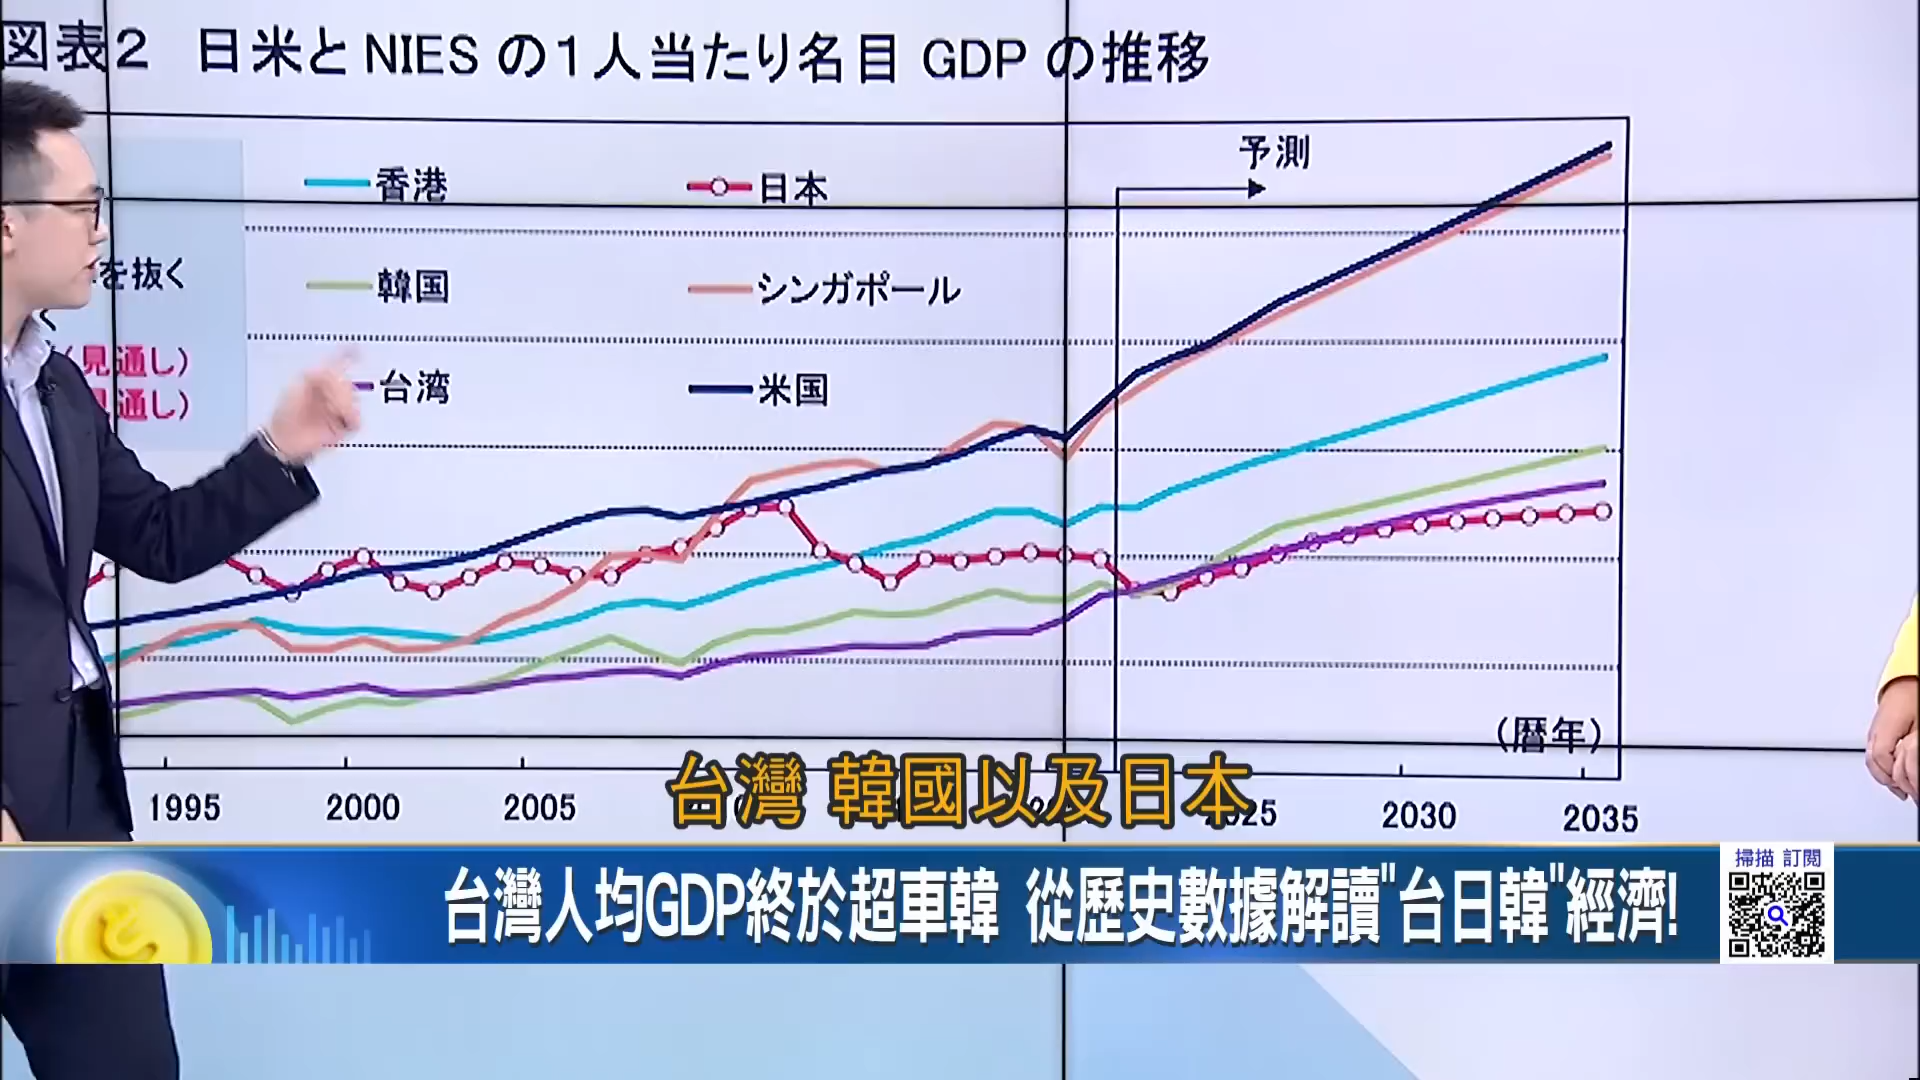 図表２ 日米とNIESの１人当たり名目GDPの推移
予測
香港
日本
を抜く
韓国
シンガポール
く
（見通し）
見通し）
台湾
米国
（暦年）
台灣 韓國以及日本
1995
2000
2005
2030
2035
掃描 訂閱
台灣人均GDP終於超車韓 從歷史數據解讀"台日韓"經濟!